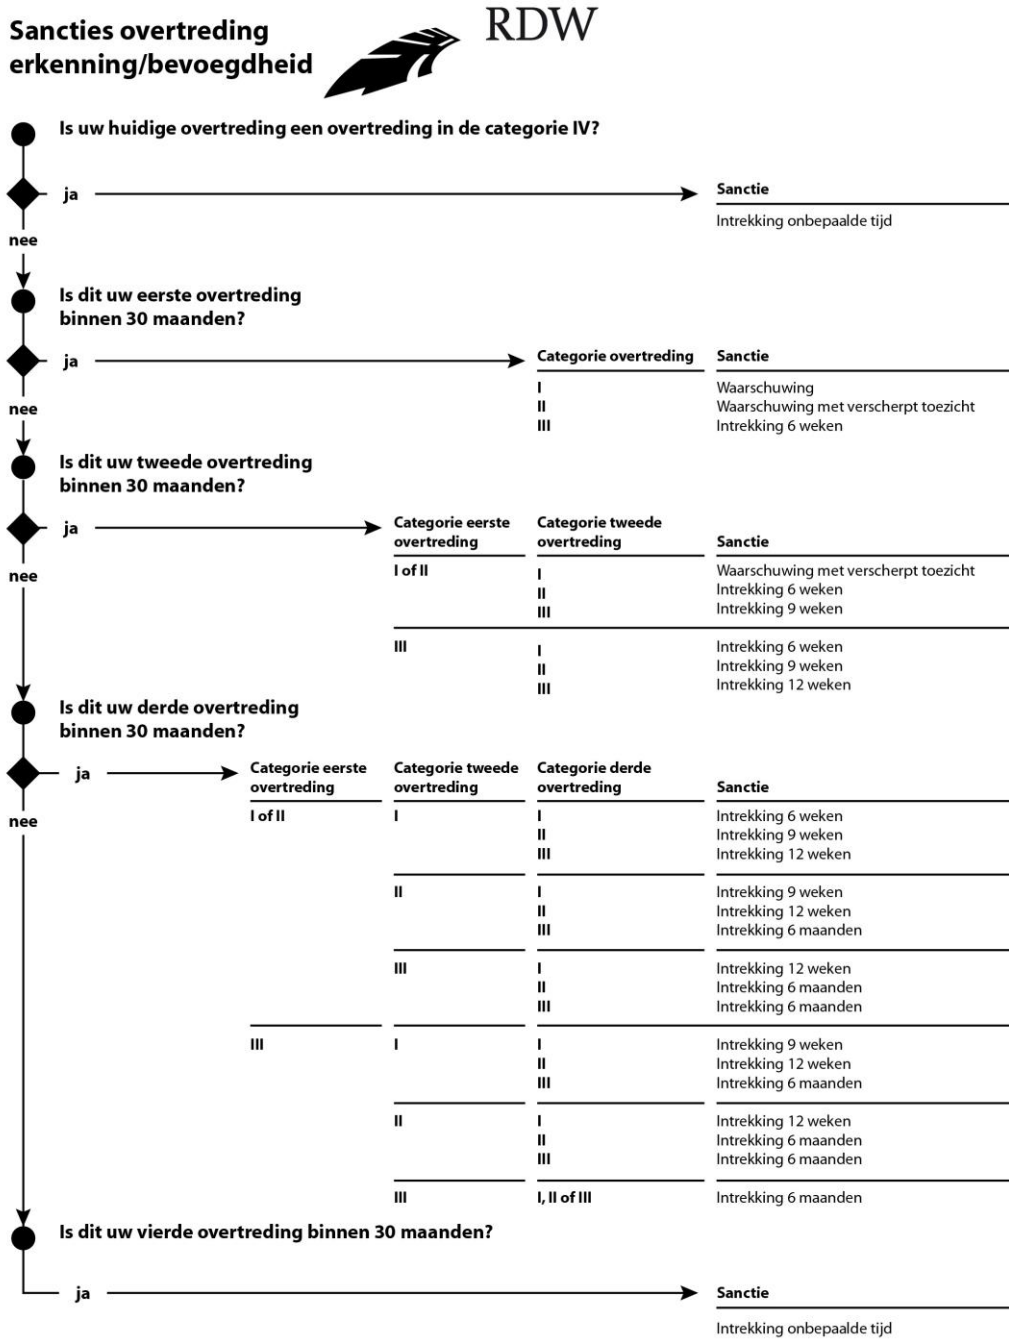 Sancties overtreding
erkenning/bevoegdheid
RDW
Is uw huidige overtreding een overtreding in de categorie IV?
ja
Sanctie
Intrekking onbepaalde tijd
nee
Is dit uw eerste overtreding
binnen 30 maanden?
ja
Categorie overtreding Sanctie
I Waarschuwing
II Waarschuwing met verscherpt toezicht
III Intrekking 6 weken
nee
Is dit uw tweede overtreding
binnen 30 maanden?
ja
Categorie eerste Categorie tweede
overtreding overtreding Sanctie
I of II I Waarschuwing met verscherpt toezicht
II Intrekking 6 weken
III Intrekking 9 weken
nee
III I Intrekking 6 weken
II Intrekking 9 weken
III Intrekking 12 weken
Is dit uw derde overtreding
binnen 30 maanden?
ja
Categorie eerste Categorie tweede Categorie derde
overtreding overtreding overtreding Sanctie
I of II I I Intrekking 6 weken
II Intrekking 9 weken
III Intrekking 12 weken
nee
II I Intrekking 9 weken
II Intrekking 12 weken
III Intrekking 6 maanden
III I Intrekking 12 weken
II Intrekking 6 maanden
III Intrekking 6 maanden
III I I Intrekking 9 weken
II Intrekking 12 weken
III Intrekking 6 maanden
II I Intrekking 12 weken
II Intrekking 6 maanden
III Intrekking 6 maanden
III I, II of III Intrekking 6 maanden
Is dit uw vierde overtreding binnen 30 maanden?
ja
Sanctie
Intrekking onbepaalde tijd